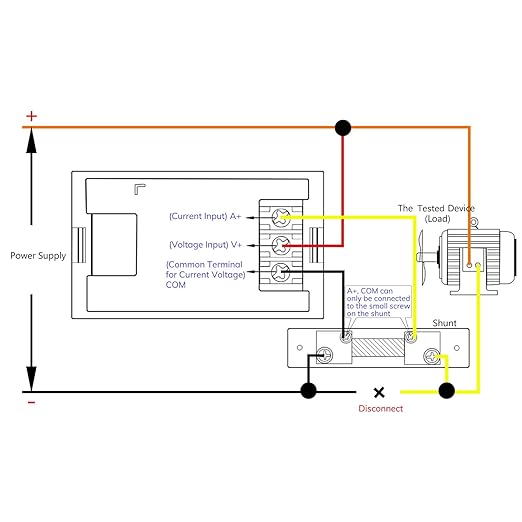 +
Power Supply
−
(Current Input) A+
(Voltage Input) V+
(Common Terminal
for Current Voltage)
COM
The Tested Device
(Load)
A+, COM can
only be connected
to the small screw
on the shunt
Shunt
×
Disconnect